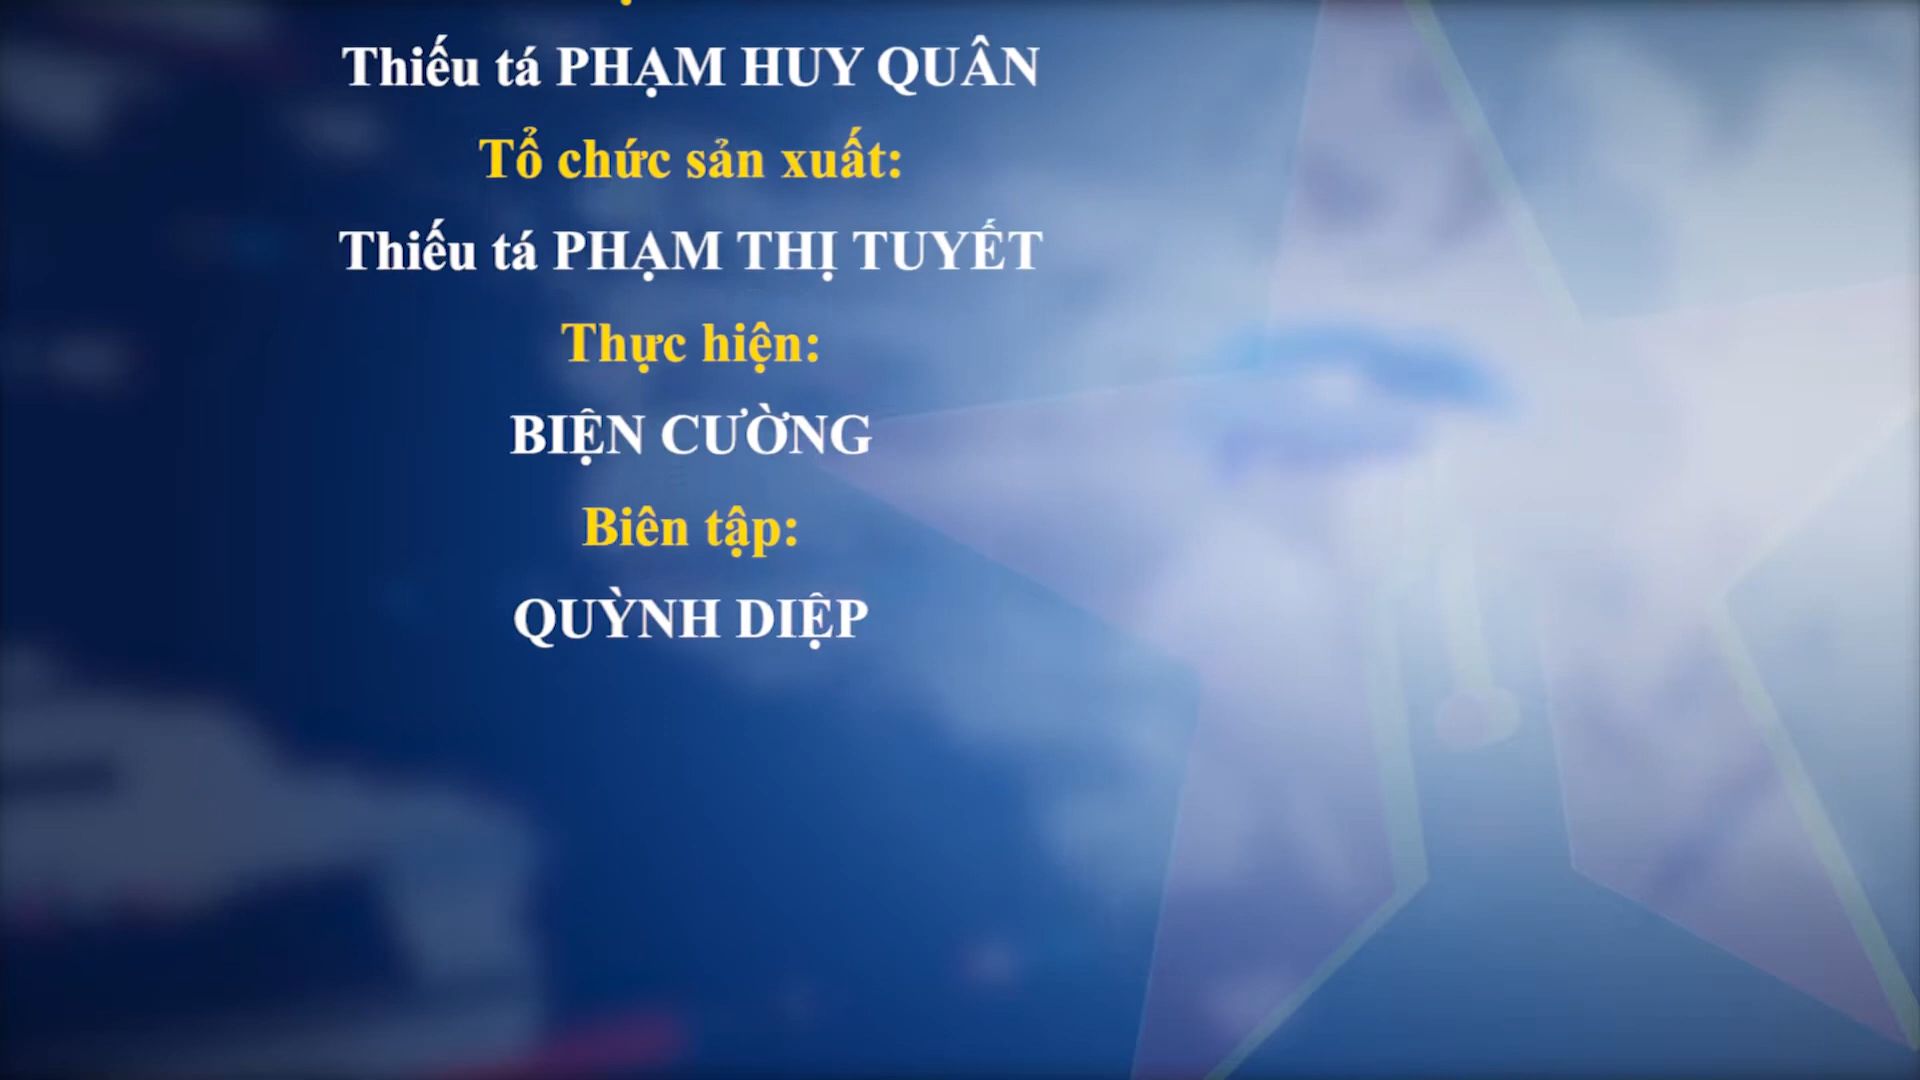 Thiếu tá PHẠM HUY QUÂN
Tổ chức sản xuất:
Thiếu tá PHẠM THỊ TUYẾT
Thực hiện:
BIỆN CƯỜNG
Biên tập:
QUỲNH DIỆP